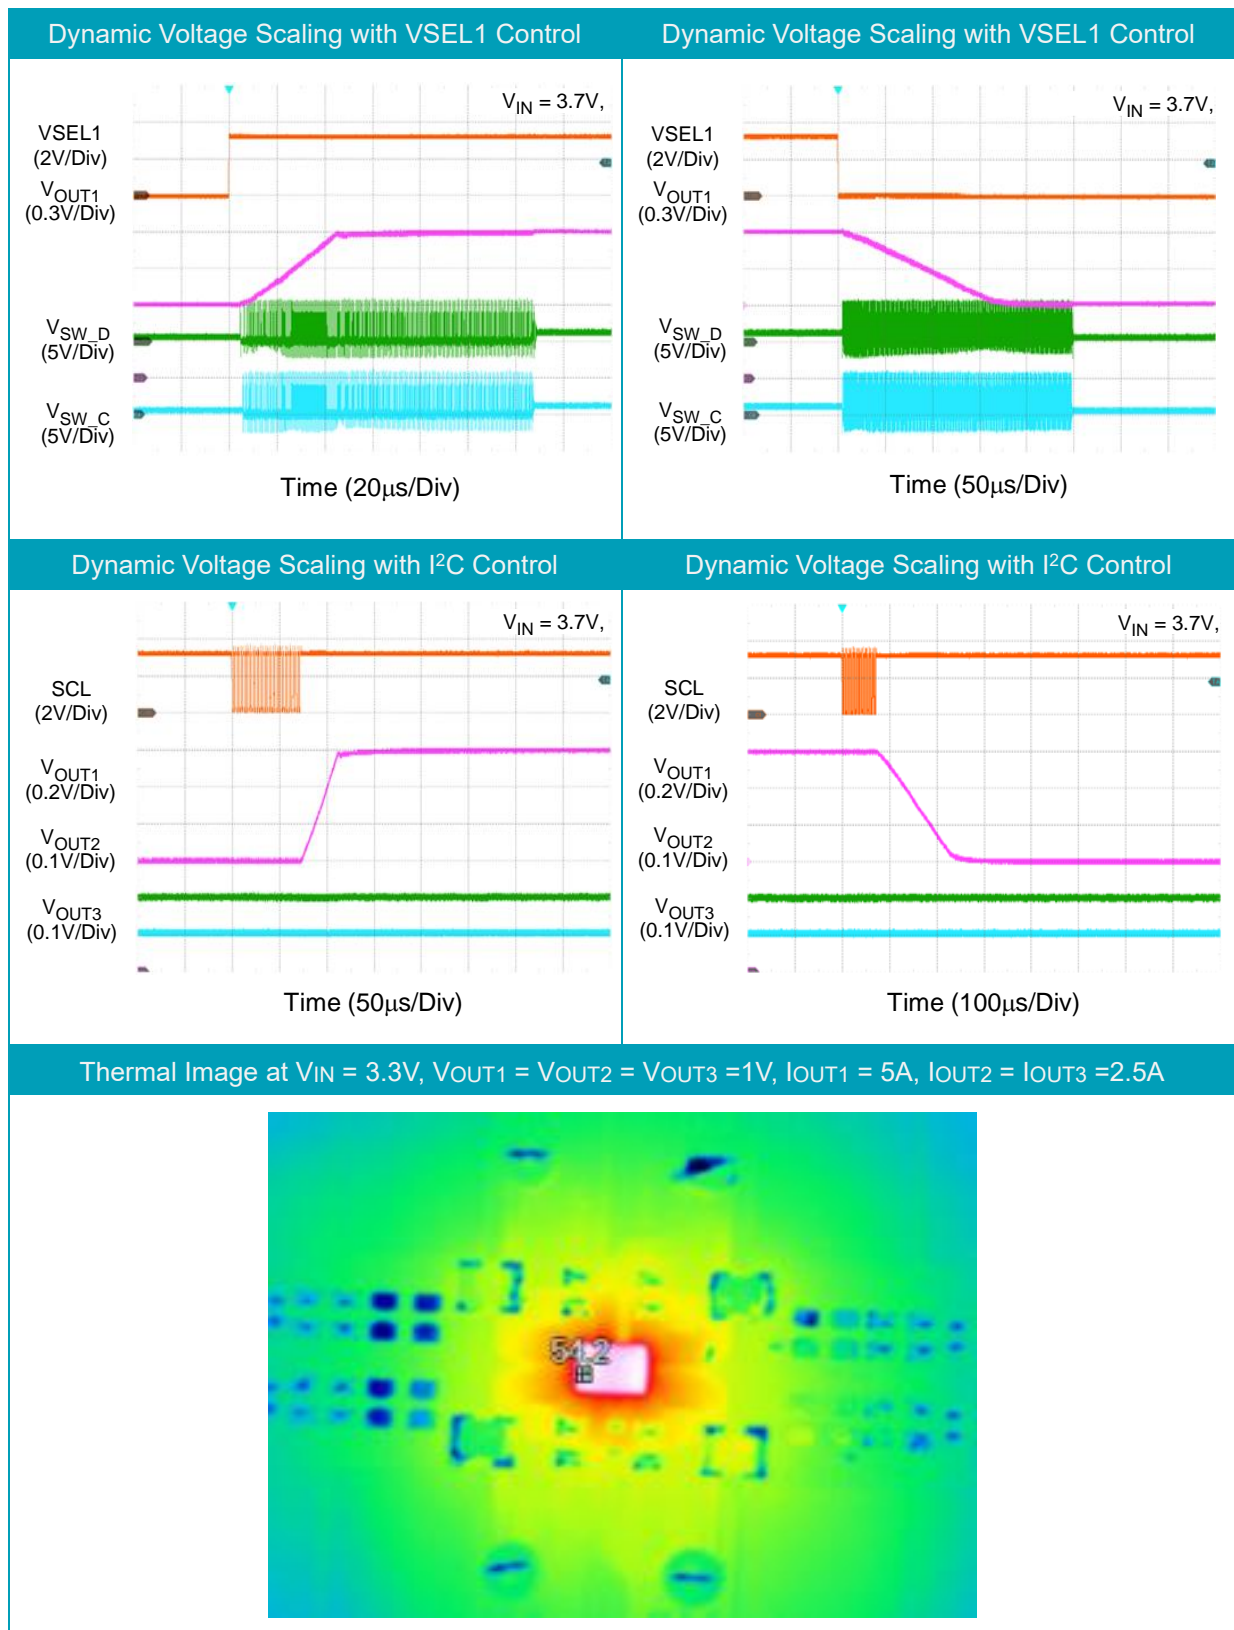 Dynamic Voltage Scaling with VSEL1 Control
VIN = 3.7V,
VSEL1
(2V/Div)
VOUT1
(0.3V/Div)
VSW_D
(5V/Div)
VSW_C
(5V/Div)
Time (20μs/Div)
Dynamic Voltage Scaling with VSEL1 Control
VIN = 3.7V,
VSEL1
(2V/Div)
VOUT1
(0.3V/Div)
VSW_D
(5V/Div)
VSW_C
(5V/Div)
Time (50μs/Div)
Dynamic Voltage Scaling with I²C Control
VIN = 3.7V,
SCL
(2V/Div)
VOUT1
(0.2V/Div)
VOUT2
(0.1V/Div)
VOUT3
(0.1V/Div)
Time (50μs/Div)
Dynamic Voltage Scaling with I²C Control
VIN = 3.7V,
SCL
(2V/Div)
VOUT1
(0.2V/Div)
VOUT2
(0.1V/Div)
VOUT3
(0.1V/Div)
Time (100μs/Div)
Thermal Image at VIN = 3.3V, VOUT1 = VOUT2 = VOUT3 =1V, IOUT1 = 5A, IOUT2 = IOUT3 =2.5A
54.2